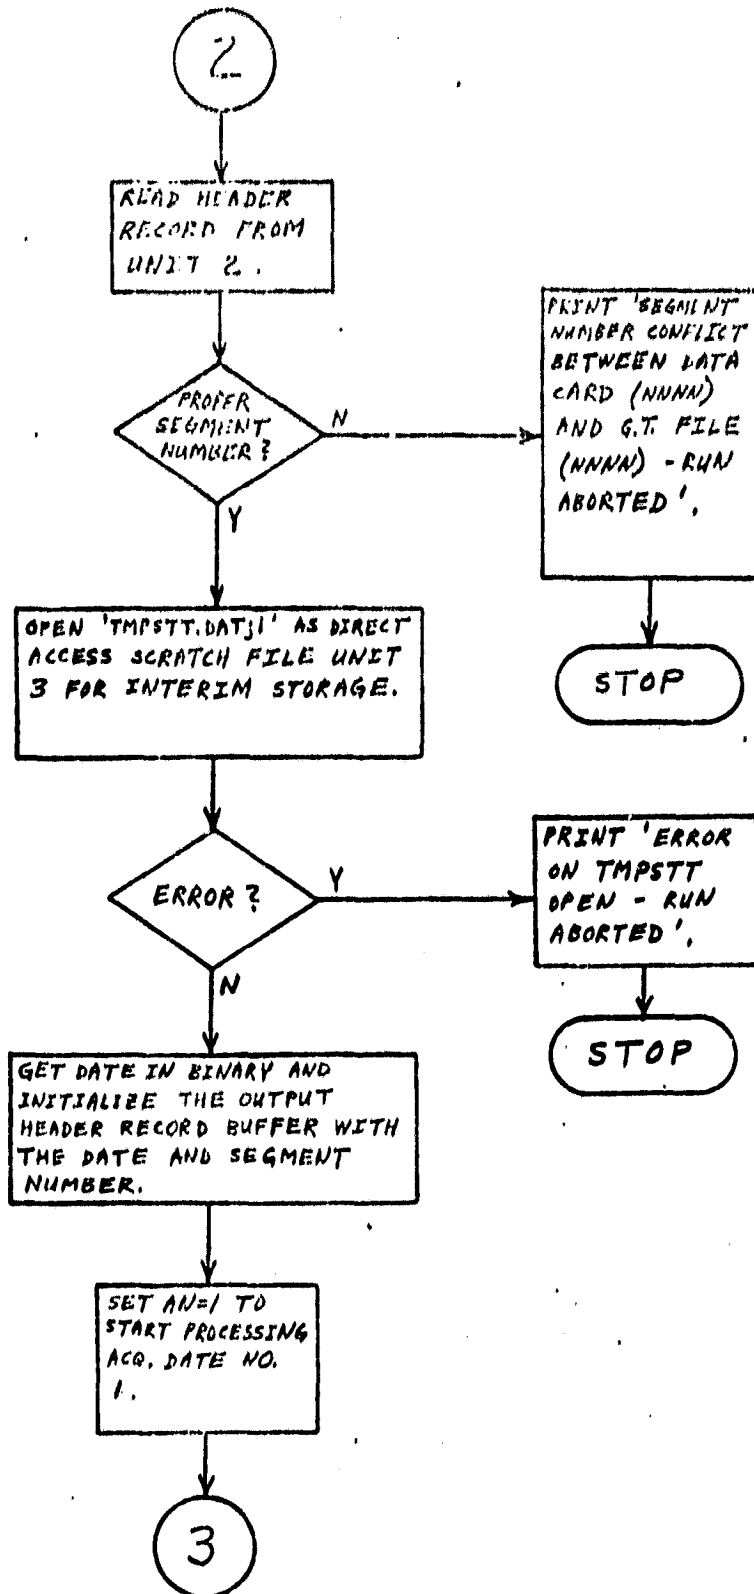 2
READ HEADER
RECORD FROM
UNIT 2.
PROPER
SEGMENT
NUMBER?
N
PRINT 'SEGMENT
NUMBER CONFLICT
BETWEEN DATA
CARD (NNNN)
AND G.T. FILE
(NNNN) - RUN
ABORTED'.
STOP
Y
OPEN 'TMPSTT.DAT;1' AS DIRECT
ACCESS SCRATCH FILE UNIT
3 FOR INTERIM STORAGE.
ERROR?
Y
PRINT 'ERROR
ON TMPSTT
OPEN - RUN
ABORTED'.
STOP
N
GET DATE IN BINARY AND
INITIALIZE THE OUTPUT
HEADER RECORD BUFFER WITH
THE DATE AND SEGMENT
NUMBER.
SET AN=1 TO
START PROCESSING
ACQ. DATE NO.
1.
3